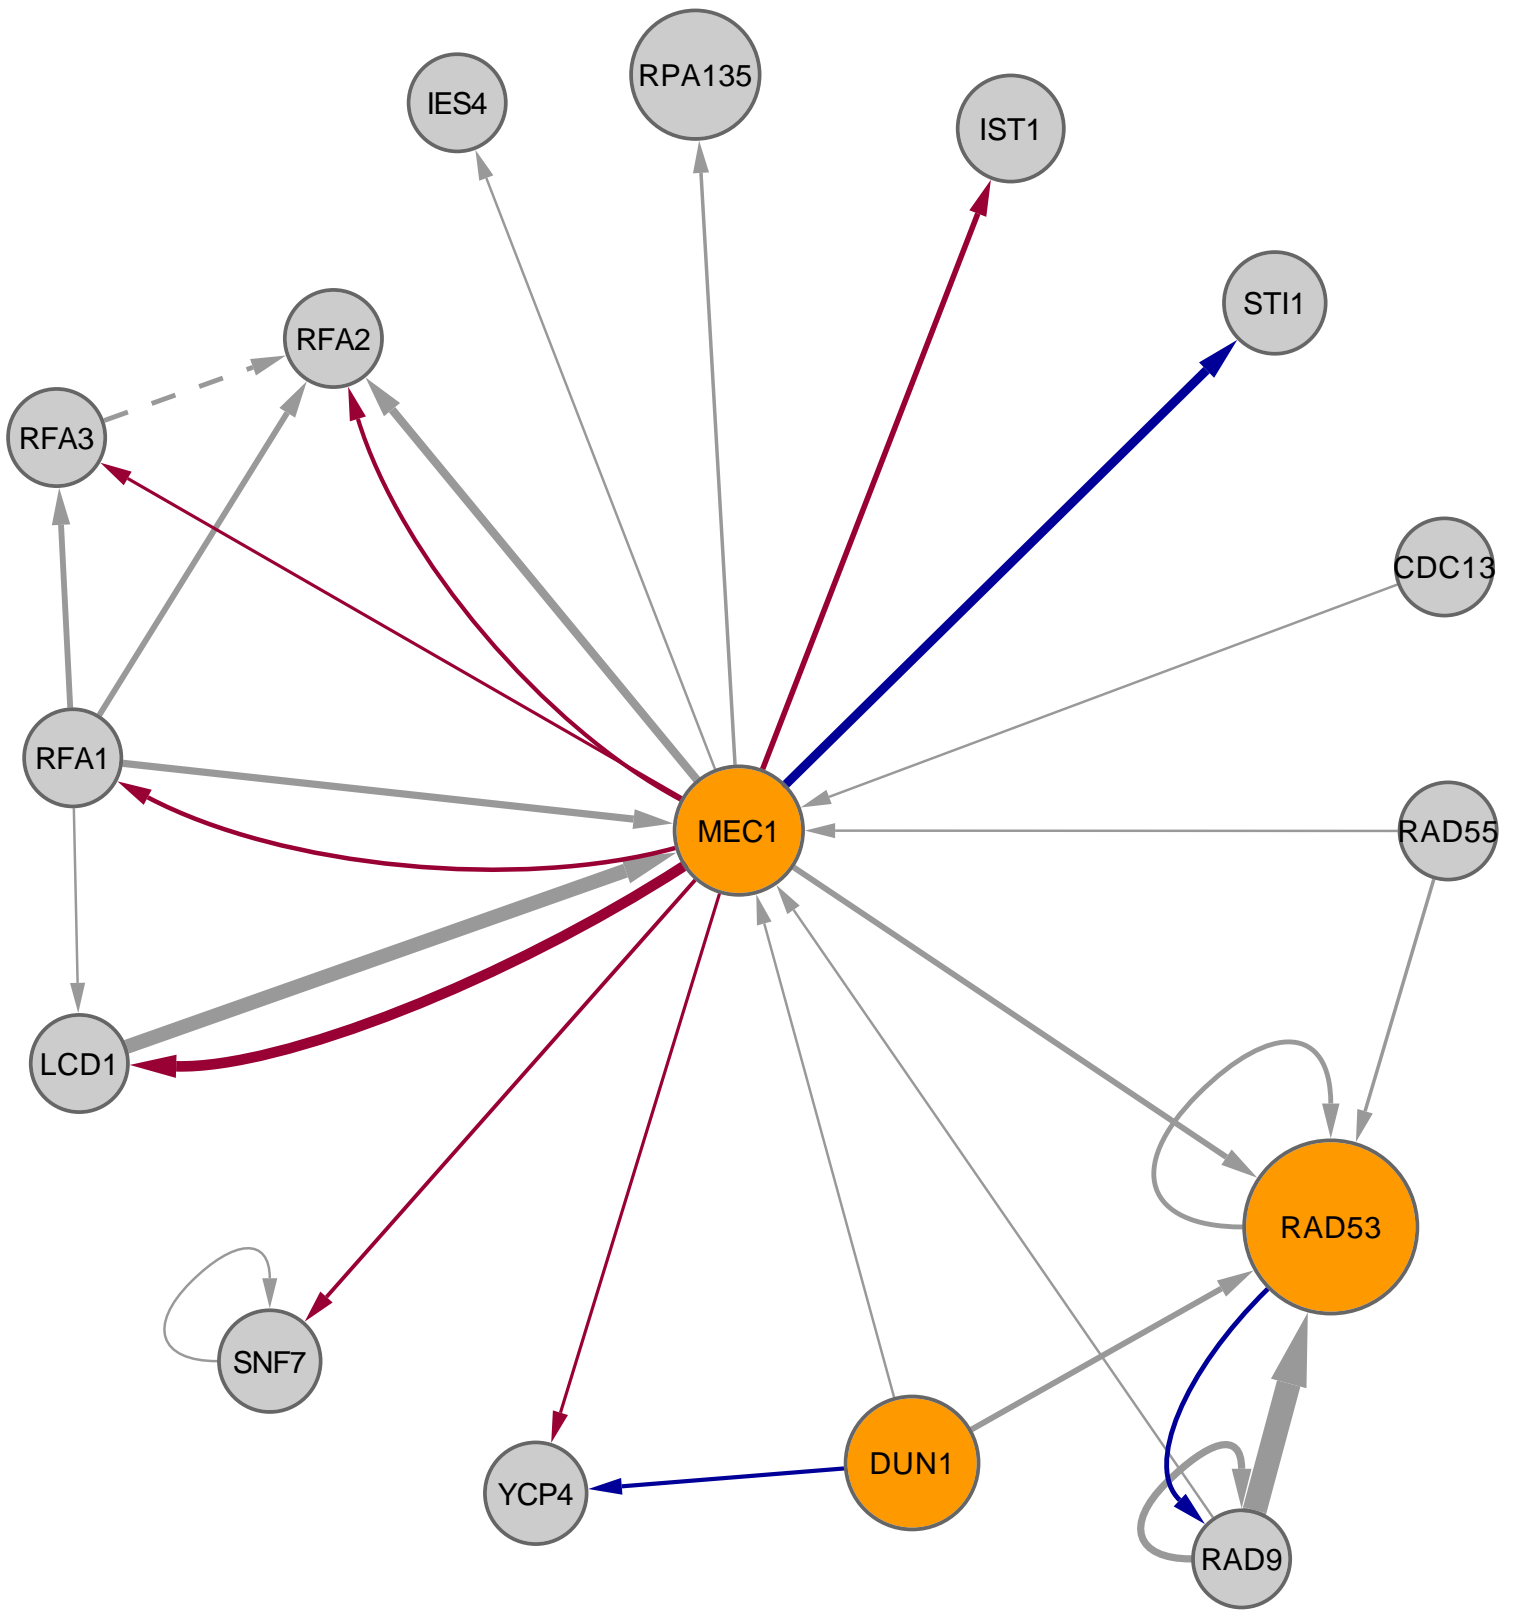 RPA135
IES4
IST1
STI1
RFA2
RFA3
CDC13
RFA1
MEC1
RAD55
LCD1
RAD53
SNF7
DUN1
YCP4
RAD9